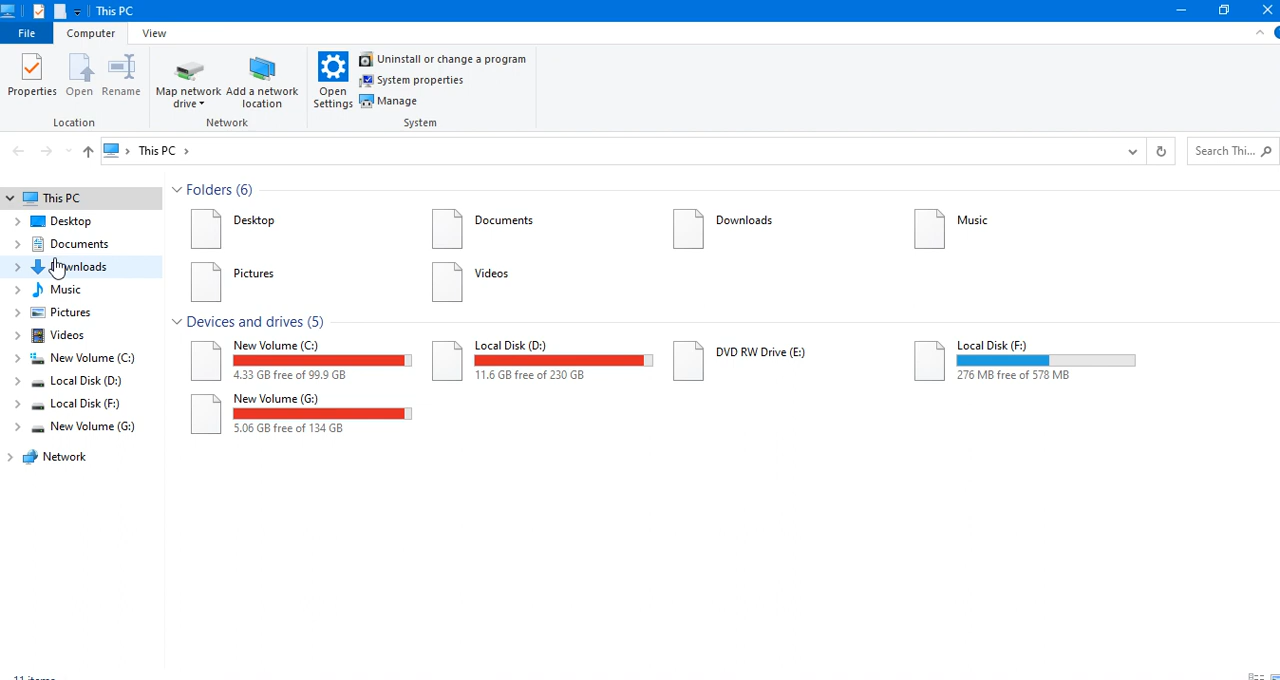 This PC
File Computer View
Properties Open Rename Map network drive Add a network location Open Settings Uninstall or change a program
System properties
Manage
Location Network System
This PC Search Thi...
This PC
Desktop
Documents
Downloads
Music
Pictures
Videos
New Volume (C:)
Local Disk (D:)
Local Disk (F:)
New Volume (G:)
Network
Folders (6)
Desktop Documents Downloads Music
Pictures Videos
Devices and drives (5)
New Volume (C:) Local Disk (D:) DVD RW Drive (E:) Local Disk (F:)
4.33 GB free of 99.9 GB 11.6 GB free of 230 GB 276 MB free of 578 MB
New Volume (G:)
5.06 GB free of 134 GB
11 items